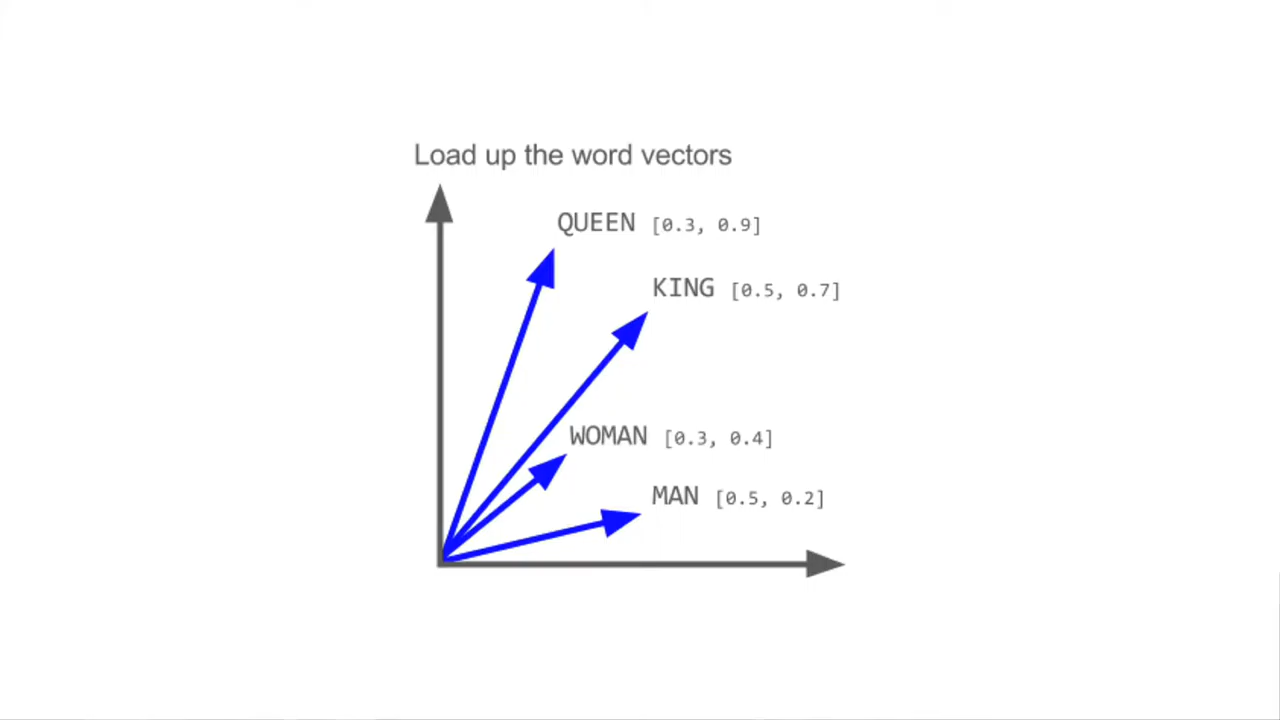 Load up the word vectors
QUEEN [0.3, 0.9]
KING [0.5, 0.7]
WOMAN [0.3, 0.4]
MAN [0.5, 0.2]